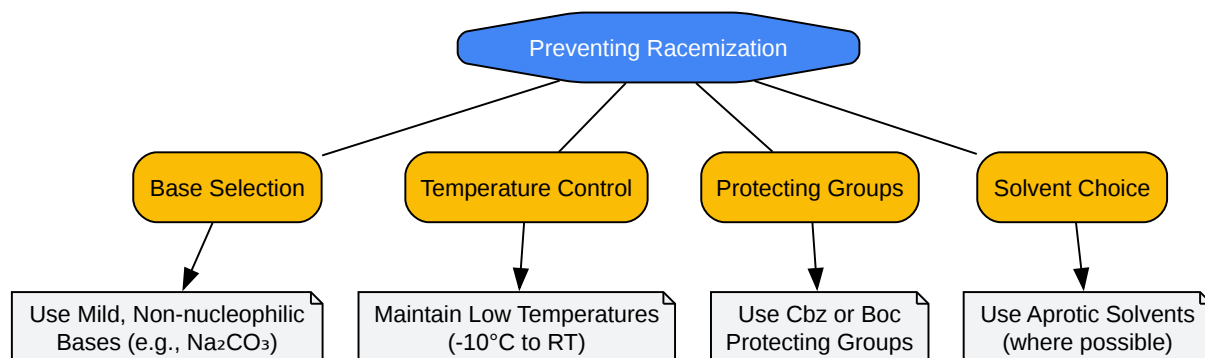 Preventing Racemization
Base Selection
Temperature Control
Protecting Groups
Solvent Choice
Use Mild, Non-nucleophilic
Bases (e.g., Na₂CO₃)
Maintain Low Temperatures
(-10°C to RT)
Use Cbz or Boc
Protecting Groups
Use Aprotic Solvents
(where possible)